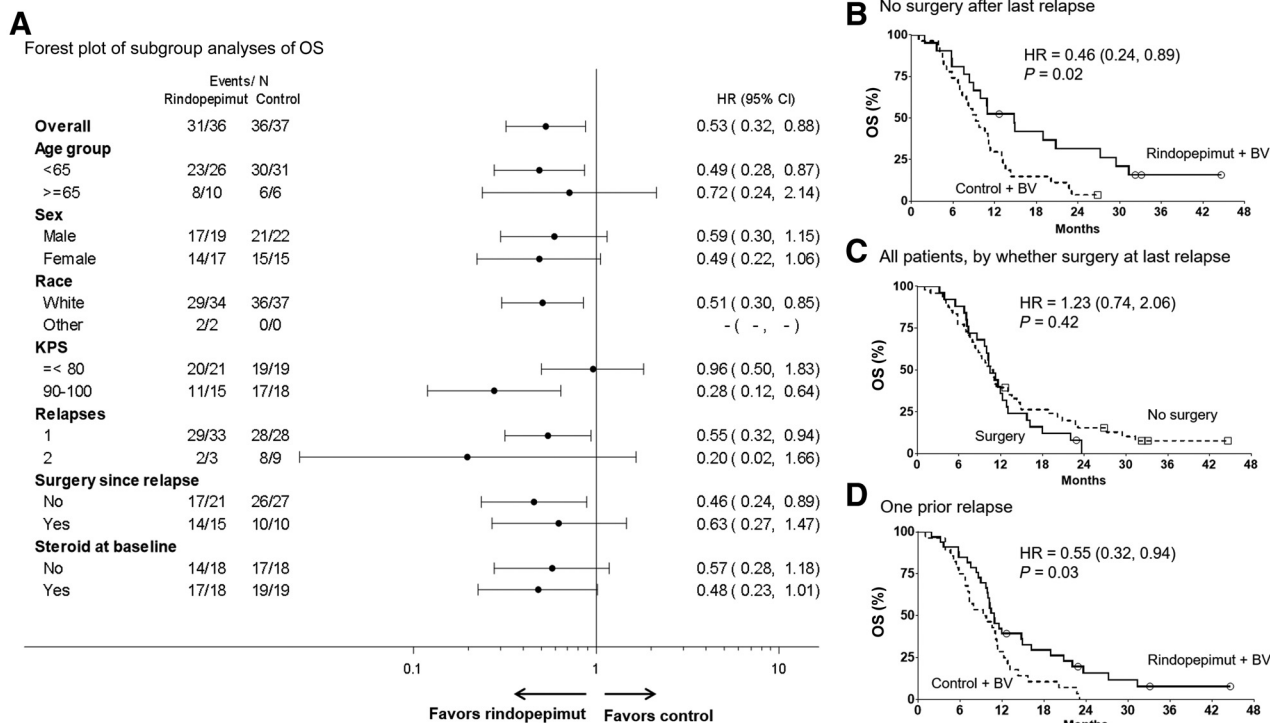 A
Forest plot of subgroup analyses of OS
Events/ N
Rindopepimut Control
HR (95% CI)
Overall 31/36 36/37 0.53 ( 0.32, 0.88)
Age group
<65 23/26 30/31 0.49 ( 0.28, 0.87)
>=65 8/10 6/6 0.72 ( 0.24, 2.14)
Sex
Male 17/19 21/22 0.59 ( 0.30, 1.15)
Female 14/17 15/15 0.49 ( 0.22, 1.06)
Race
White 29/34 36/37 0.51 ( 0.30, 0.85)
Other 2/2 0/0 - ( -, -)
KPS
=< 80 20/21 19/19 0.96 ( 0.50, 1.83)
90-100 11/15 17/18 0.28 ( 0.12, 0.64)
Relapses
1 29/33 28/28 0.55 ( 0.32, 0.94)
2 2/3 8/9 0.20 ( 0.02, 1.66)
Surgery since relapse
No 17/21 26/27 0.46 ( 0.24, 0.89)
Yes 14/15 10/10 0.63 ( 0.27, 1.47)
Steroid at baseline
No 14/18 17/18 0.57 ( 0.28, 1.18)
Yes 17/18 19/19 0.48 ( 0.23, 1.01)
0.1 1 10
Favors rindopepimut Favors control
B
No surgery after last relapse
HR = 0.46 (0.24, 0.89)
P = 0.02
OS (%)
100
75
50
25
0
Rindopepimut + BV
Control + BV
0 6 12 18 24 30 36 42 48
Months
C
All patients, by whether surgery at last relapse
HR = 1.23 (0.74, 2.06)
P = 0.42
OS (%)
100
75
50
25
0
No surgery
Surgery
0 6 12 18 24 30 36 42 48
Months
D
One prior relapse
HR = 0.55 (0.32, 0.94)
P = 0.03
OS (%)
100
75
50
25
0
Rindopepimut + BV
Control + BV
0 6 12 18 24 30 36 42 48
Months